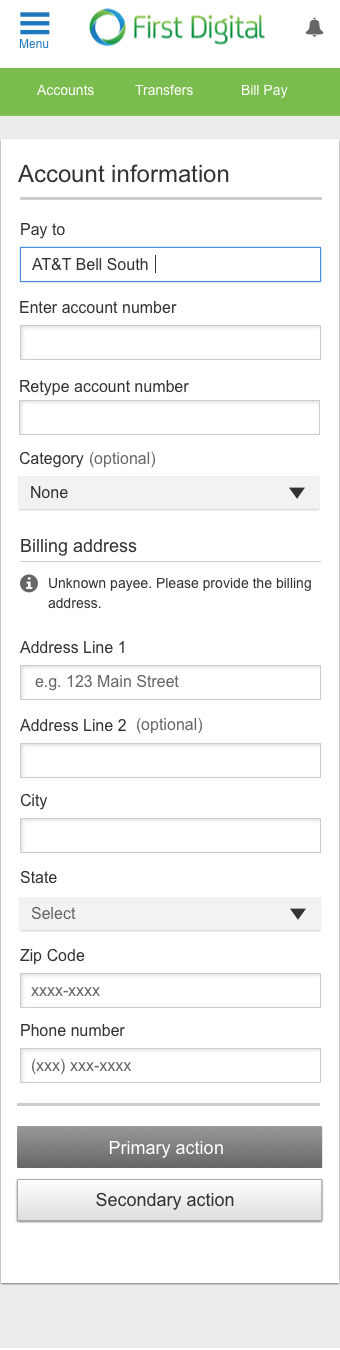 First Digital
Menu
Accounts Transfers Bill Pay
Account information
Pay to
AT&T Bell South
Enter account number
Retype account number
Category (optional)
None
Billing address
Unknown payee. Please provide the billing
address.
Address Line 1
e.g. 123 Main Street
Address Line 2 (optional)
City
State
Select
Zip Code
xxxx-xxxx
Phone number
(xxx) xxx-xxxx
Primary action
Secondary action